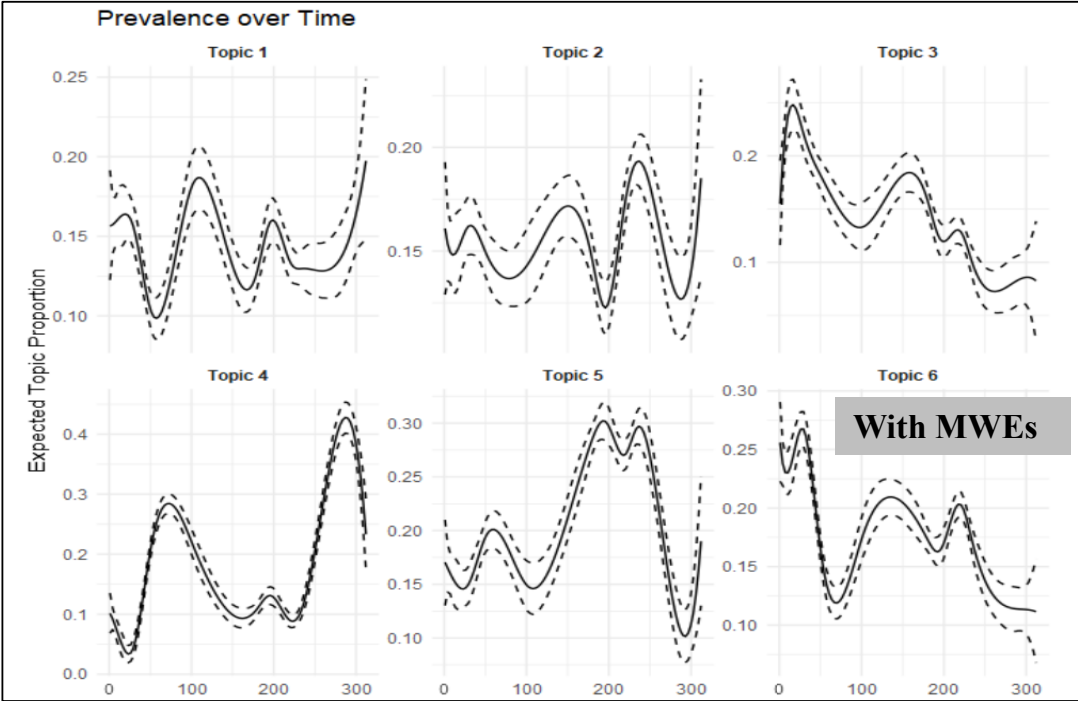 Prevalence over Time
Topic 1
Topic 2
Topic 3
0.25
0.20
0.15
0.10
0.20
0.15
0.2
0.1
Expected Topic Proportion
Topic 4
Topic 5
Topic 6
0.4
0.3
0.2
0.1
0.0
0.30
0.25
0.20
0.15
0.10
0.30
0.25
0.20
0.15
0.10
With MWEs
0 100 200 300
0 100 200 300
0 100 200 300